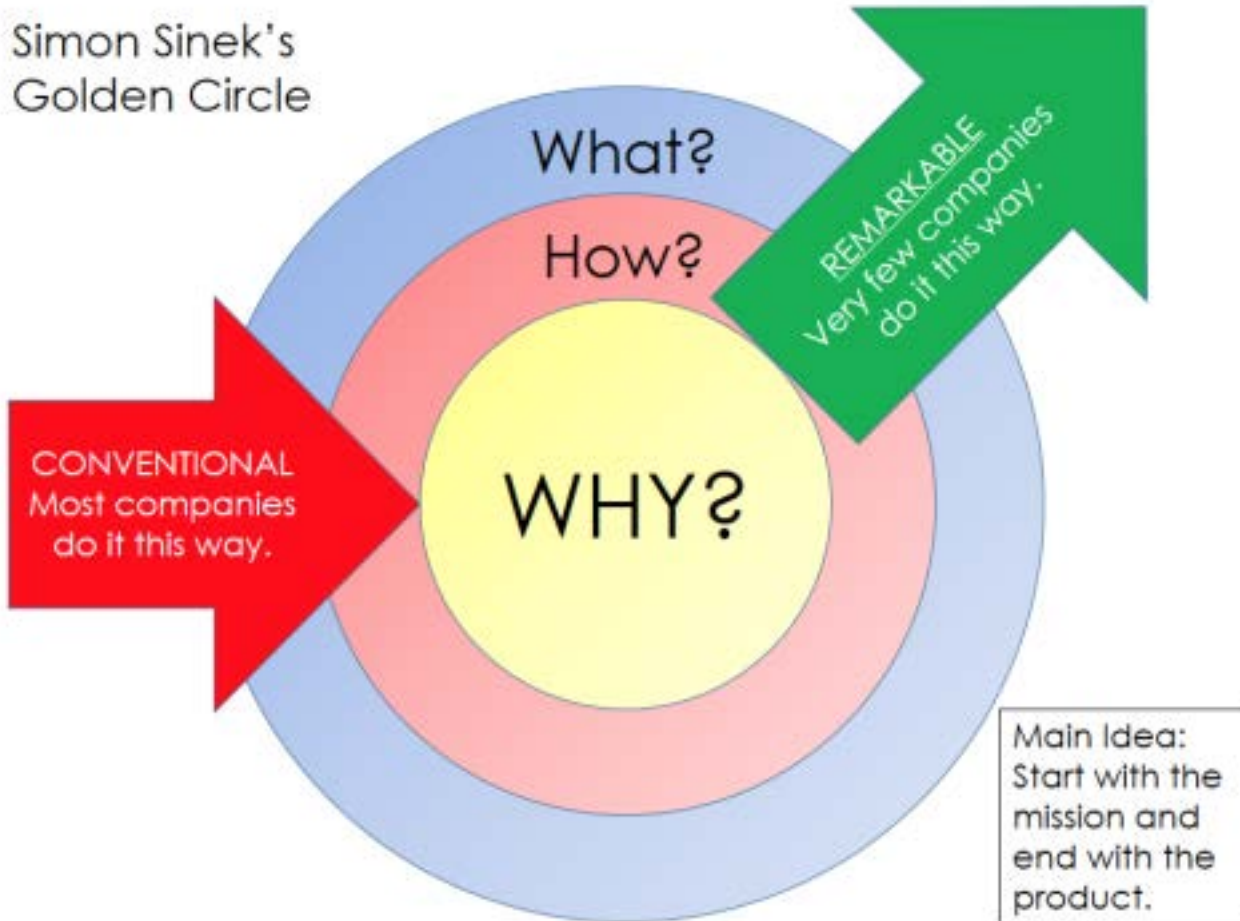 Simon Sinek's
Golden Circle
What?
How?
WHY?
CONVENTIONAL
Most companies
do it this way.
REMARKABLE
Very few companies
do it this way.
Main Idea:
Start with the
mission and
end with the
product.